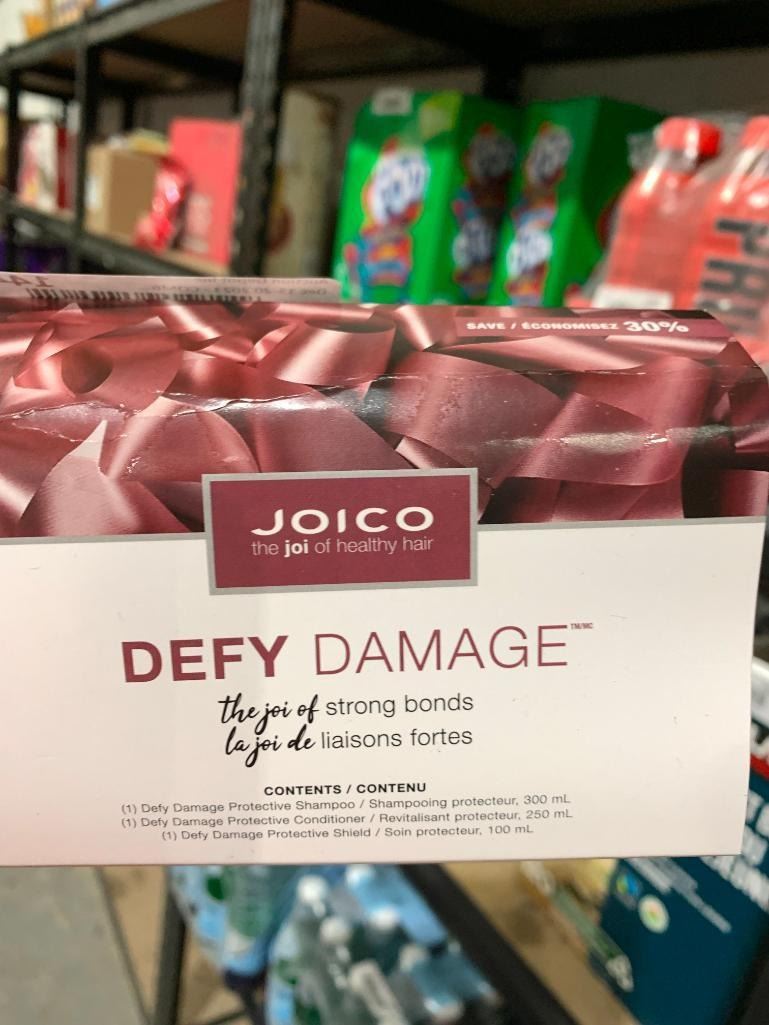 SAVE / ÉCONOMISEZ 30%
JOICO
the joi of healthy hair
DEFY DAMAGE™/MC
the joi of strong bonds
la joi de liaisons fortes
CONTENTS / CONTENU
(1) Defy Damage Protective Shampoo / Shampooing protecteur, 300 mL
(1) Defy Damage Protective Conditioner / Revitalisant protecteur, 250 mL
(1) Defy Damage Protective Shield / Soin protecteur, 100 mL